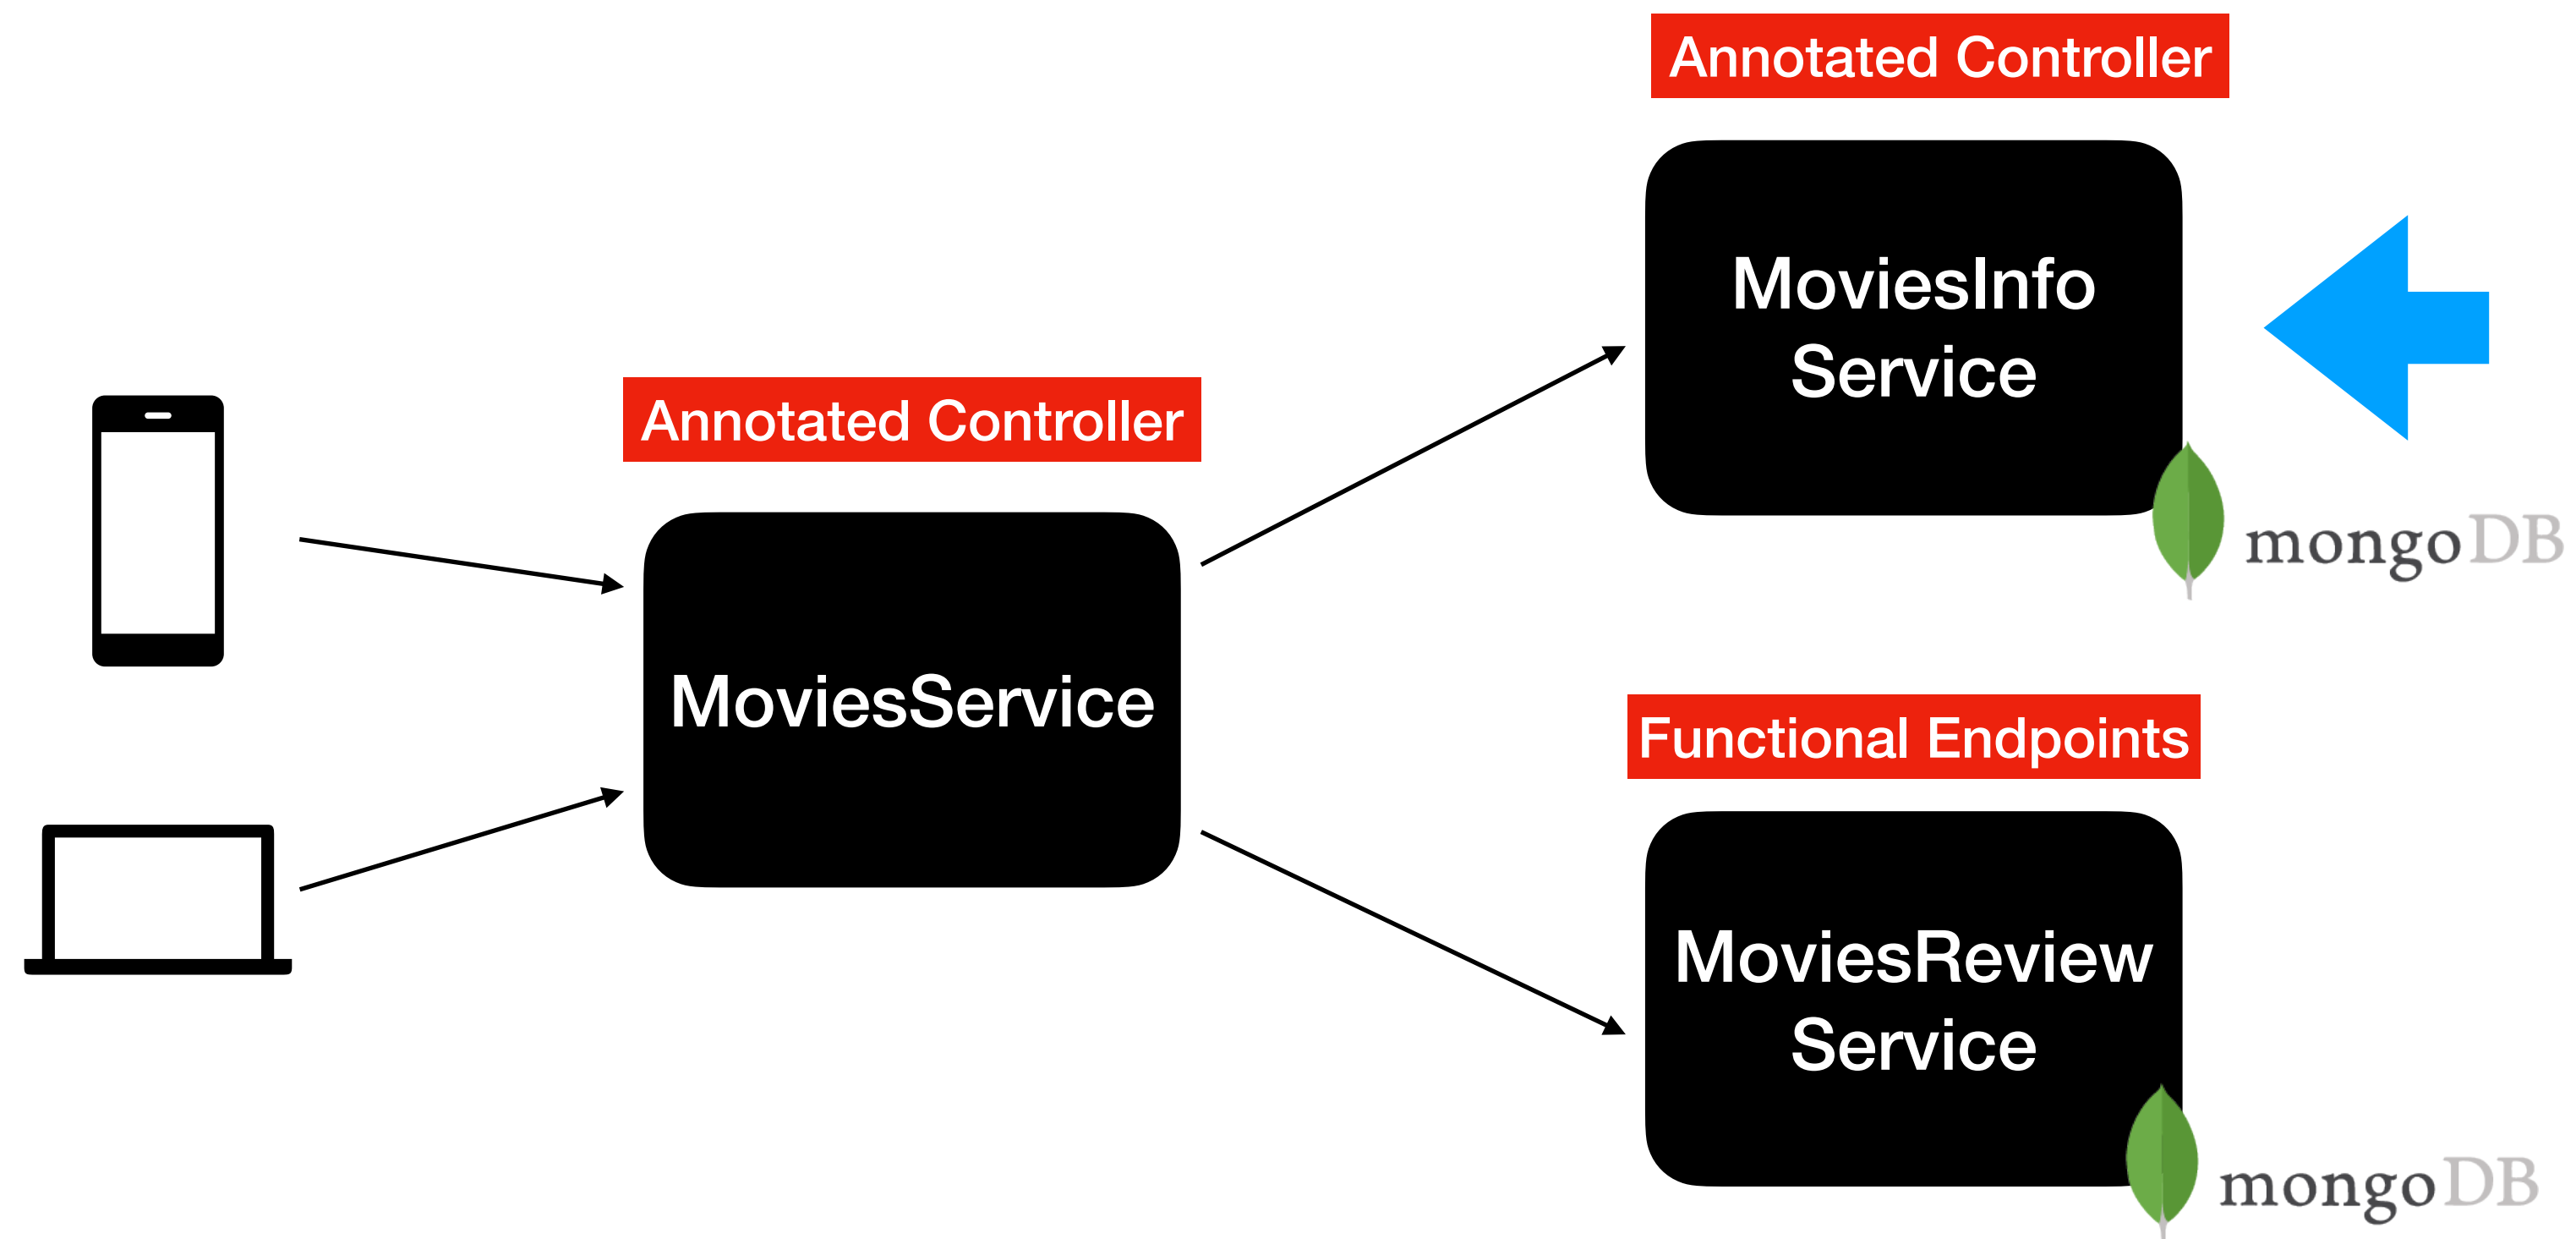 Annotated Controller
MoviesInfo
Service
mongoDB
Annotated Controller
MoviesService
Functional Endpoints
MoviesReview
Service
mongoDB